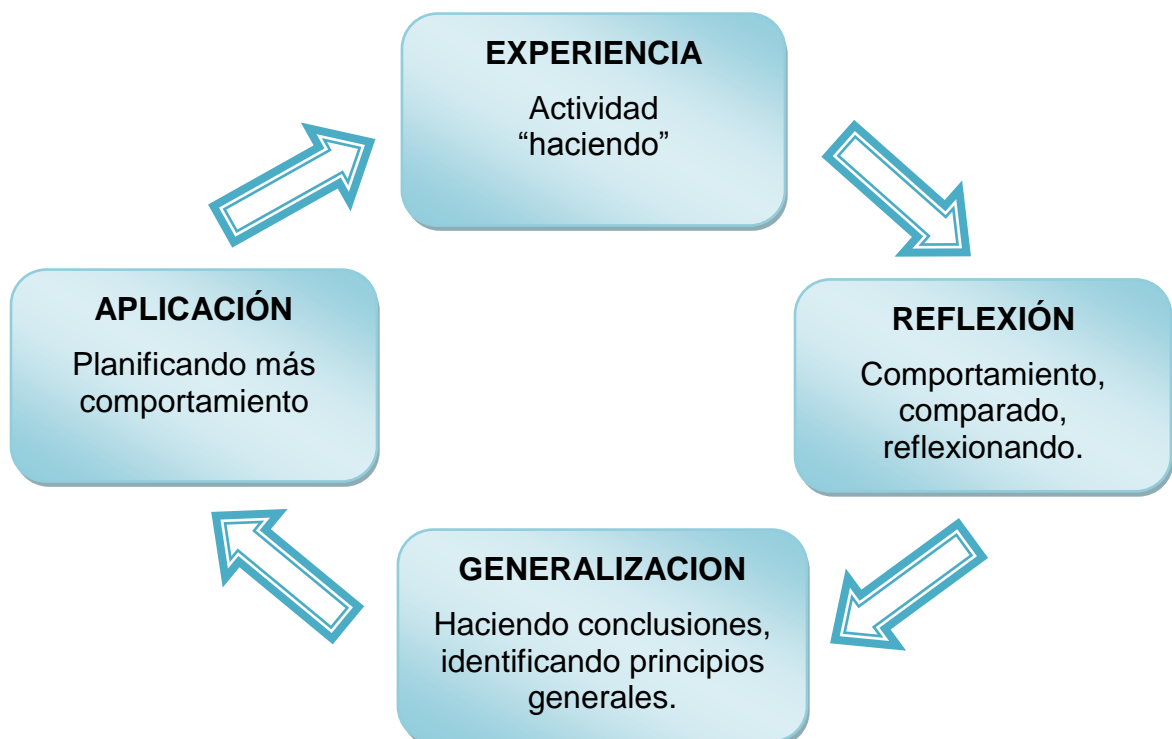 EXPERIENCIA
Actividad
“haciendo”
REFLEXIÓN
Comportamiento,
comparado,
reflexionando.
GENERALIZACION
Haciendo conclusiones,
identificando principios
generales.
APLICACIÓN
Planificando más
comportamiento